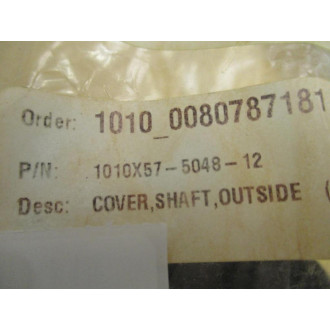 Order: 1010_0080787181
P/N: 1010X57-5048-12
Desc: COVER,SHAFT,OUTSIDE (